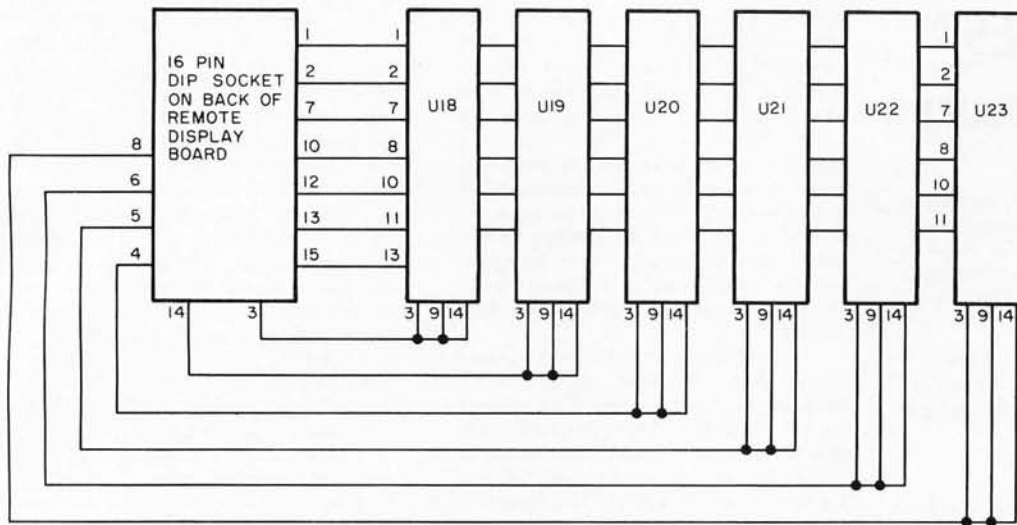 16 PIN
DIP SOCKET
ON BACK OF
REMOTE
DISPLAY
BOARD
8
6
5
4
14
3
1
2
7
10
12
13
15
1
2
7
8
10
11
13
U18
3 9 14
U19
3 9 14
U20
3 9 14
U21
3 9 14
U22
3 9 14
1
2
7
8
10
11
U23
3 9 14